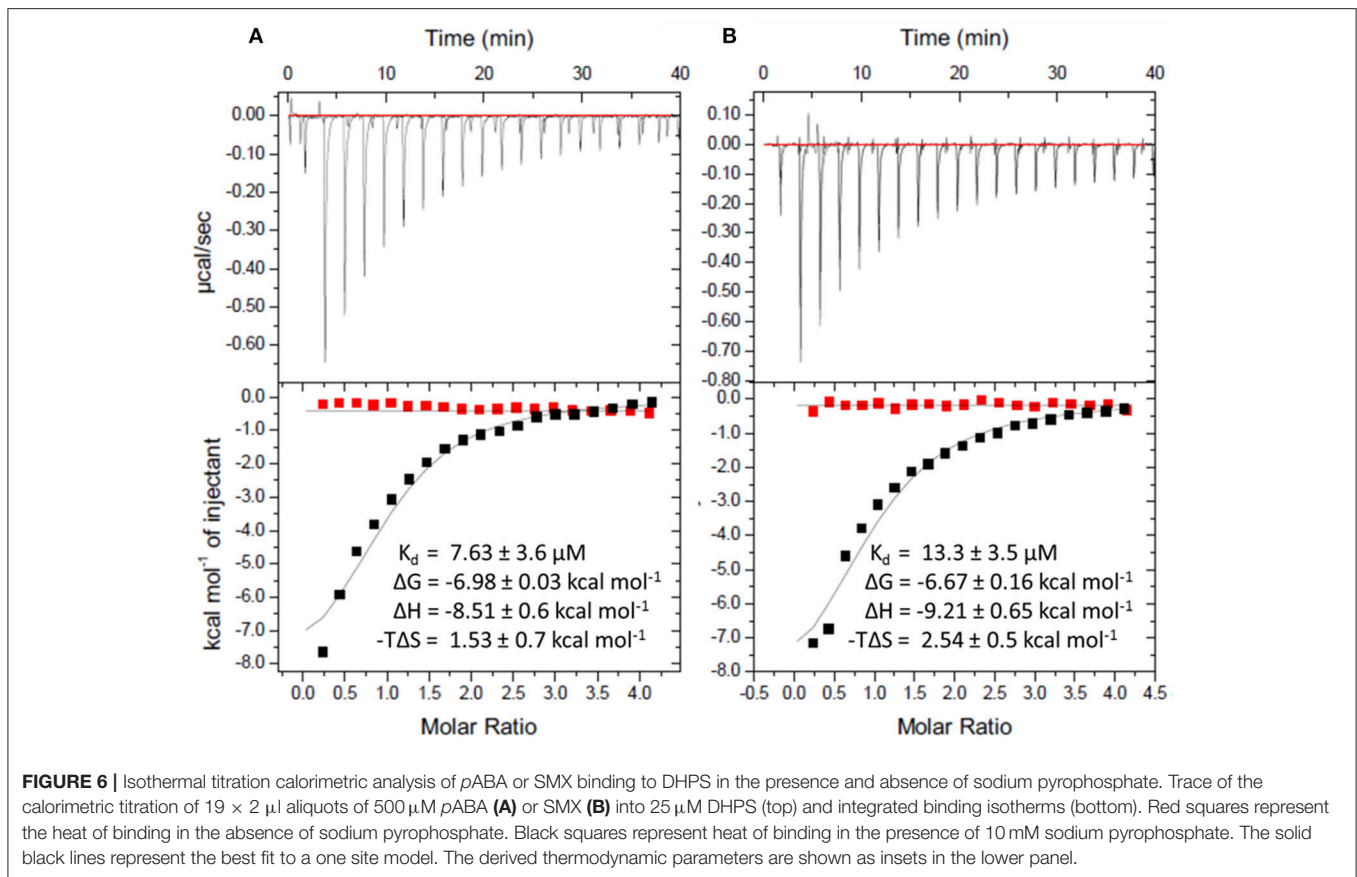 A
B
Time (min)
Time (min)
0 10 20 30 40
0 10 20 30 40
0.00
-0.10
-0.20
-0.30
-0.40
-0.50
-0.60
µcal/sec
0.10
0.00
-0.10
-0.20
-0.30
-0.40
-0.50
-0.60
-0.70
-0.80
0.0
-1.0
-2.0
-3.0
-4.0
-5.0
-6.0
-7.0
-8.0
kcal mol⁻¹ of injectant
K_d = 7.63 ± 3.6 µM
ΔG = -6.98 ± 0.03 kcal mol⁻¹
ΔH = -8.51 ± 0.6 kcal mol⁻¹
-TΔS = 1.53 ± 0.7 kcal mol⁻¹
0.0 0.5 1.0 1.5 2.0 2.5 3.0 3.5 4.0
Molar Ratio
0.0
-1.0
-2.0
-3.0
-4.0
-5.0
-6.0
-7.0
-8.0
K_d = 13.3 ± 3.5 µM
ΔG = -6.67 ± 0.16 kcal mol⁻¹
ΔH = -9.21 ± 0.65 kcal mol⁻¹
-TΔS = 2.54 ± 0.5 kcal mol⁻¹
-0.5 0.0 0.5 1.0 1.5 2.0 2.5 3.0 3.5 4.0 4.5
Molar Ratio
FIGURE 6 | Isothermal titration calorimetric analysis of pABA or SMX binding to DHPS in the presence and absence of sodium pyrophosphate. Trace of the
calorimetric titration of 19 × 2 µl aliquots of 500 µM pABA (A) or SMX (B) into 25 µM DHPS (top) and integrated binding isotherms (bottom). Red squares represent
the heat of binding in the absence of sodium pyrophosphate. Black squares represent heat of binding in the presence of 10 mM sodium pyrophosphate. The solid
black lines represent the best fit to a one site model. The derived thermodynamic parameters are shown as insets in the lower panel.